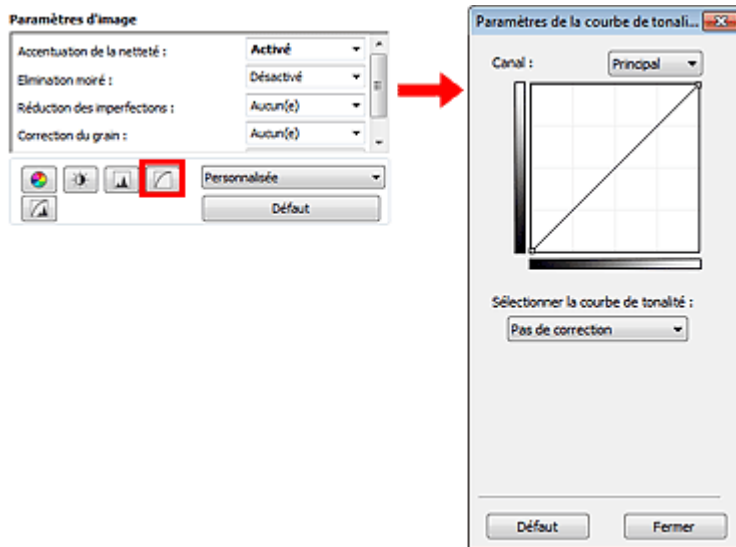 Paramètres d'image
Accentuation de la netteté : Activé
Elimination moiré : Désactivé
Réduction des imperfections : Aucun(e)
Correction du grain : Aucun(e)
Personnalisée
Défaut
Paramètres de la courbe de tonali...
Canal : Principal
Sélectionner la courbe de tonalité :
Pas de correction
Défaut Fermer